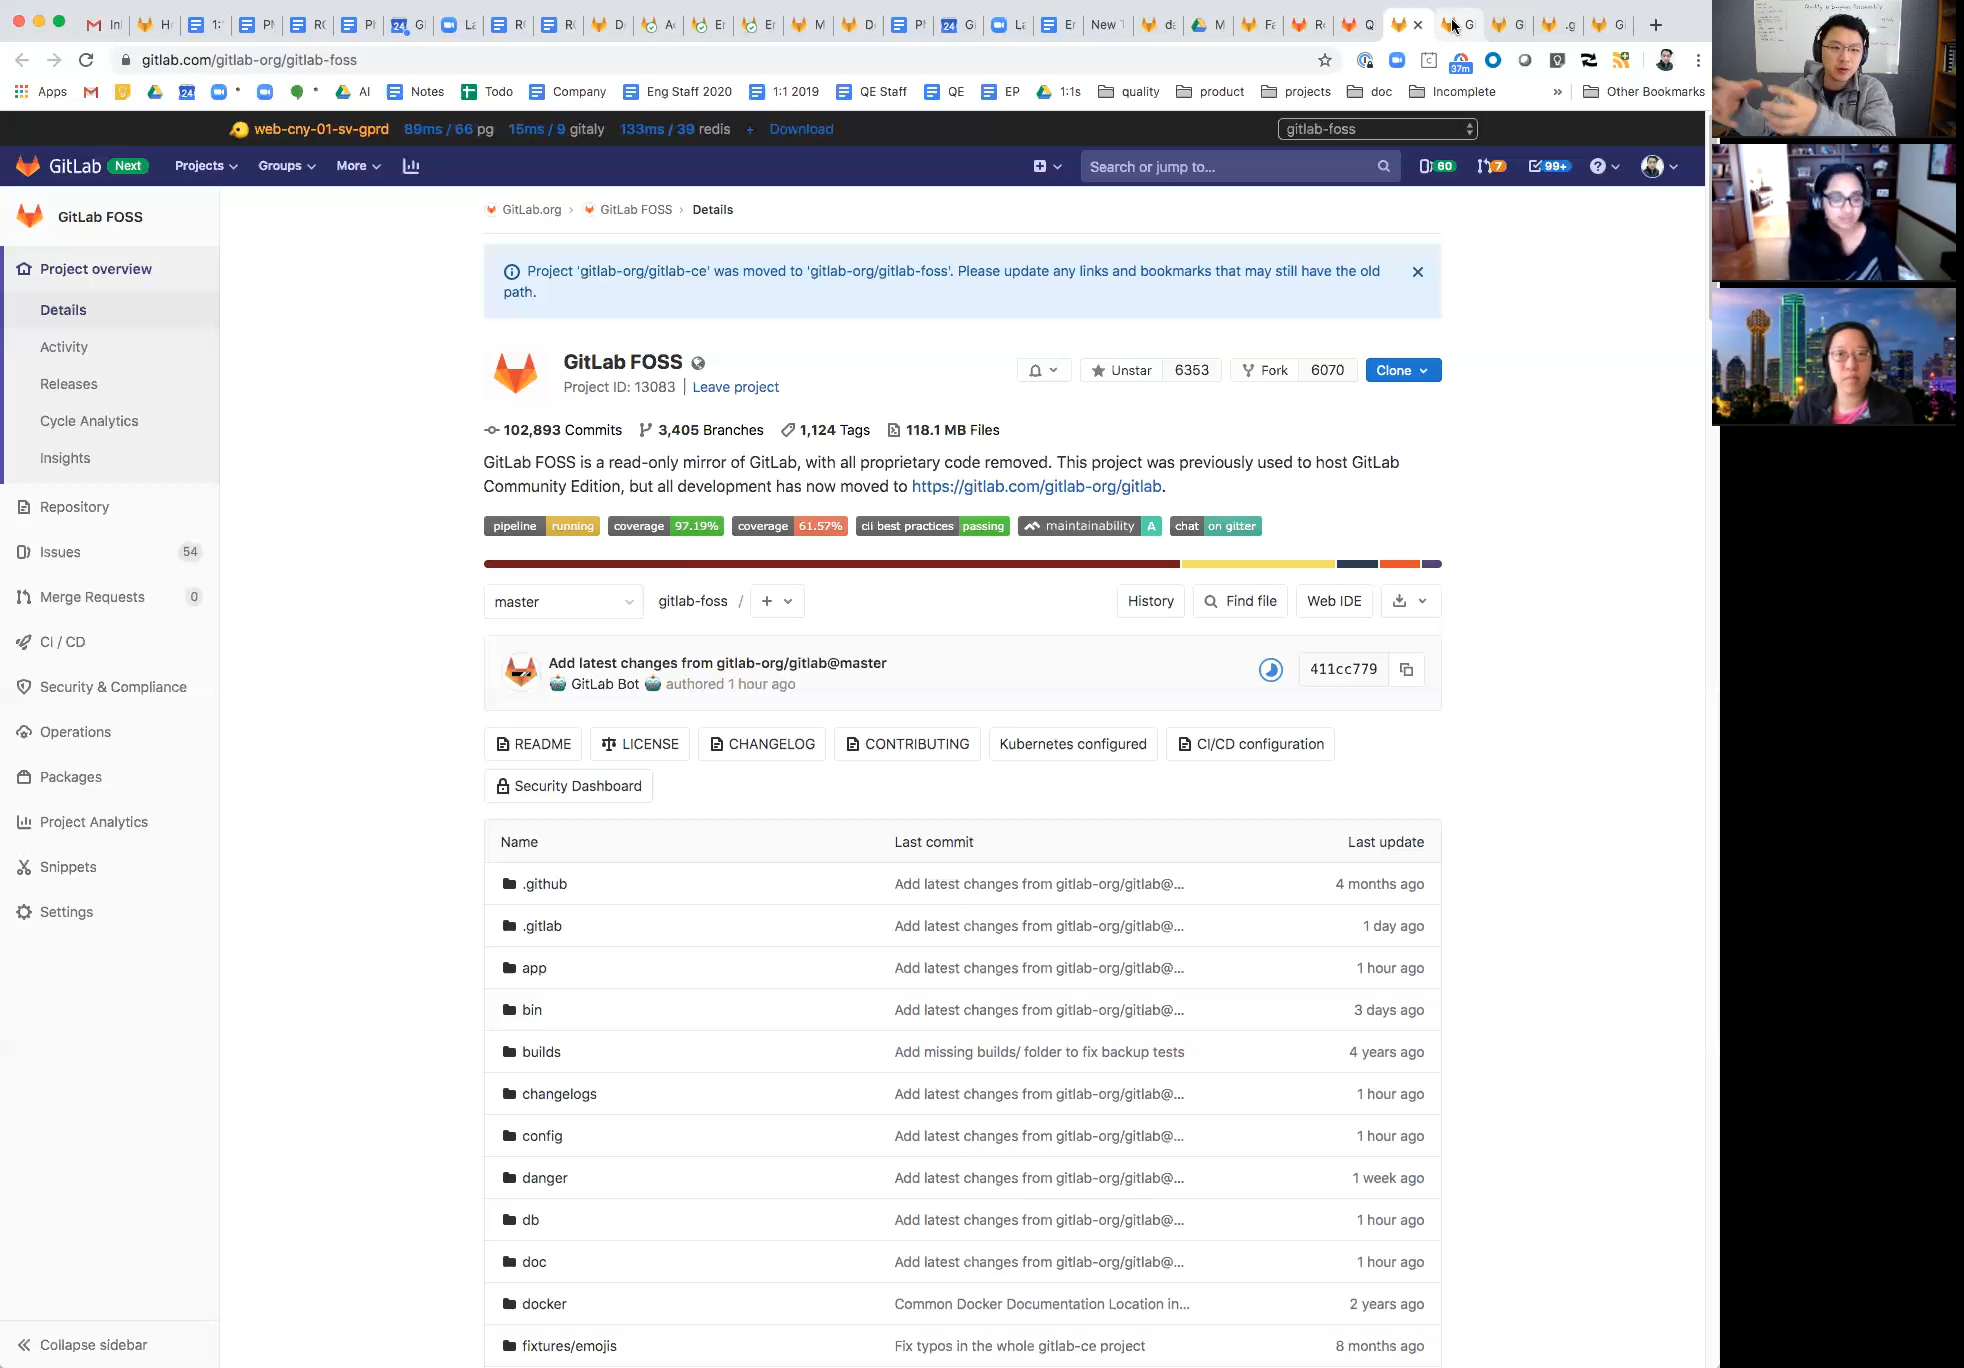 gitlab.com/gitlab-org/gitlab-foss
37m
Apps AI Notes Todo Company Eng Staff 2020 1:1 2019 QE Staff QE EP 1:1s quality product projects doc Incomplete » Other Bookmarks
web-cny-01-sv-gprd 89ms / 66 pg 15ms / 9 gitaly 133ms / 39 redis + Download gitlab-foss
GitLab Next Projects Groups More Search or jump to... 60 7 99+
GitLab FOSS
Project overview
Details
Activity
Releases
Cycle Analytics
Insights
Repository
Issues 54
Merge Requests 0
CI / CD
Security & Compliance
Operations
Packages
Project Analytics
Snippets
Settings
Collapse sidebar
GitLab.org › GitLab FOSS › Details
Project 'gitlab-org/gitlab-ce' was moved to 'gitlab-org/gitlab-foss'. Please update any links and bookmarks that may still have the old
path.
GitLab FOSS
Project ID: 13083 | Leave project
Unstar 6353 Fork 6070 Clone
102,893 Commits 3,405 Branches 1,124 Tags 118.1 MB Files
GitLab FOSS is a read-only mirror of GitLab, with all proprietary code removed. This project was previously used to host GitLab
Community Edition, but all development has now moved to https://gitlab.com/gitlab-org/gitlab.
pipeline running coverage 97.19% coverage 61.57% cii best practices passing maintainability A chat on gitter
master gitlab-foss / + History Find file Web IDE
Add latest changes from gitlab-org/gitlab@master
GitLab Bot authored 1 hour ago
411cc779
README LICENSE CHANGELOG CONTRIBUTING Kubernetes configured CI/CD configuration
Security Dashboard
Name Last commit Last update
.github Add latest changes from gitlab-org/gitlab@... 4 months ago
.gitlab Add latest changes from gitlab-org/gitlab@... 1 day ago
app Add latest changes from gitlab-org/gitlab@... 1 hour ago
bin Add latest changes from gitlab-org/gitlab@... 3 days ago
builds Add missing builds/ folder to fix backup tests 4 years ago
changelogs Add latest changes from gitlab-org/gitlab@... 1 hour ago
config Add latest changes from gitlab-org/gitlab@... 1 hour ago
danger Add latest changes from gitlab-org/gitlab@... 1 week ago
db Add latest changes from gitlab-org/gitlab@... 1 hour ago
doc Add latest changes from gitlab-org/gitlab@... 1 hour ago
docker Common Docker Documentation Location in... 2 years ago
fixtures/emojis Fix typos in the whole gitlab-ce project 8 months ago